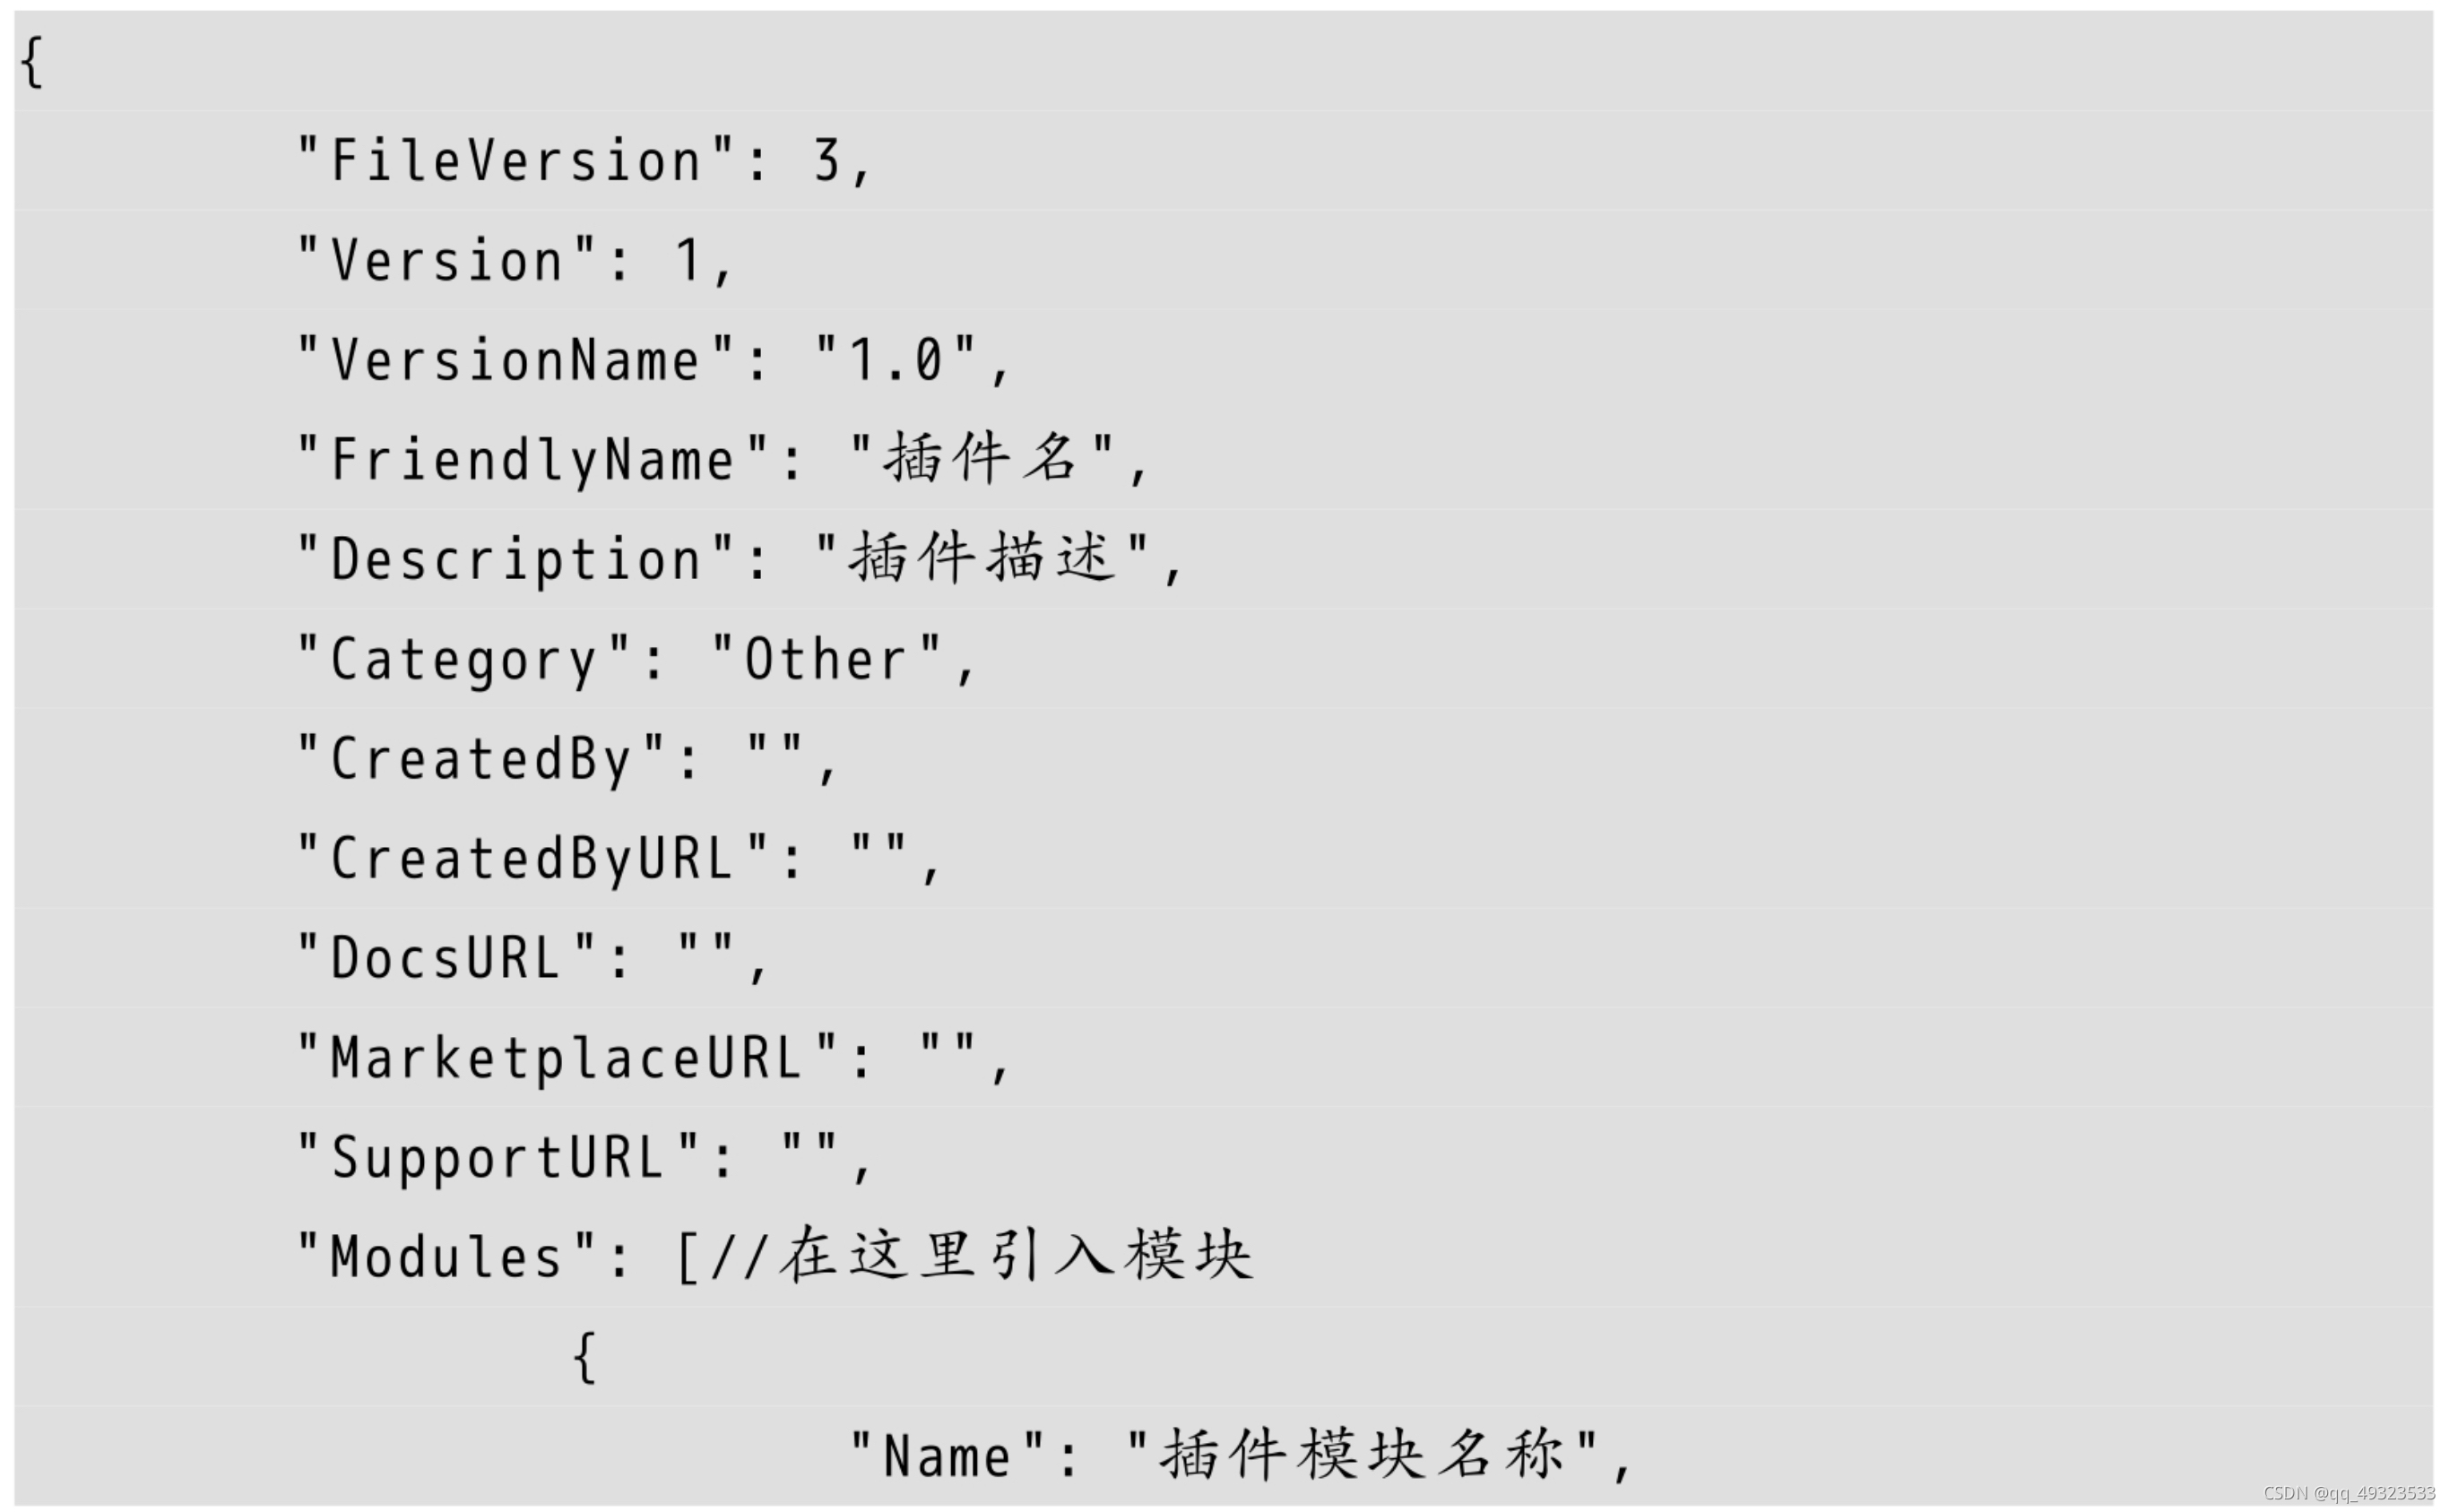 {
"FileVersion": 3,
"Version": 1,
"VersionName": "1.0",
"FriendlyName": "插件名",
"Description": "插件描述",
"Category": "Other",
"CreatedBy": "",
"CreatedByURL": "",
"DocsURL": "",
"MarketplaceURL": "",
"SupportURL": "",
"Modules": [//在这里引入模块
{
"Name": "插件模块名称",
CSDN @qq_49323533